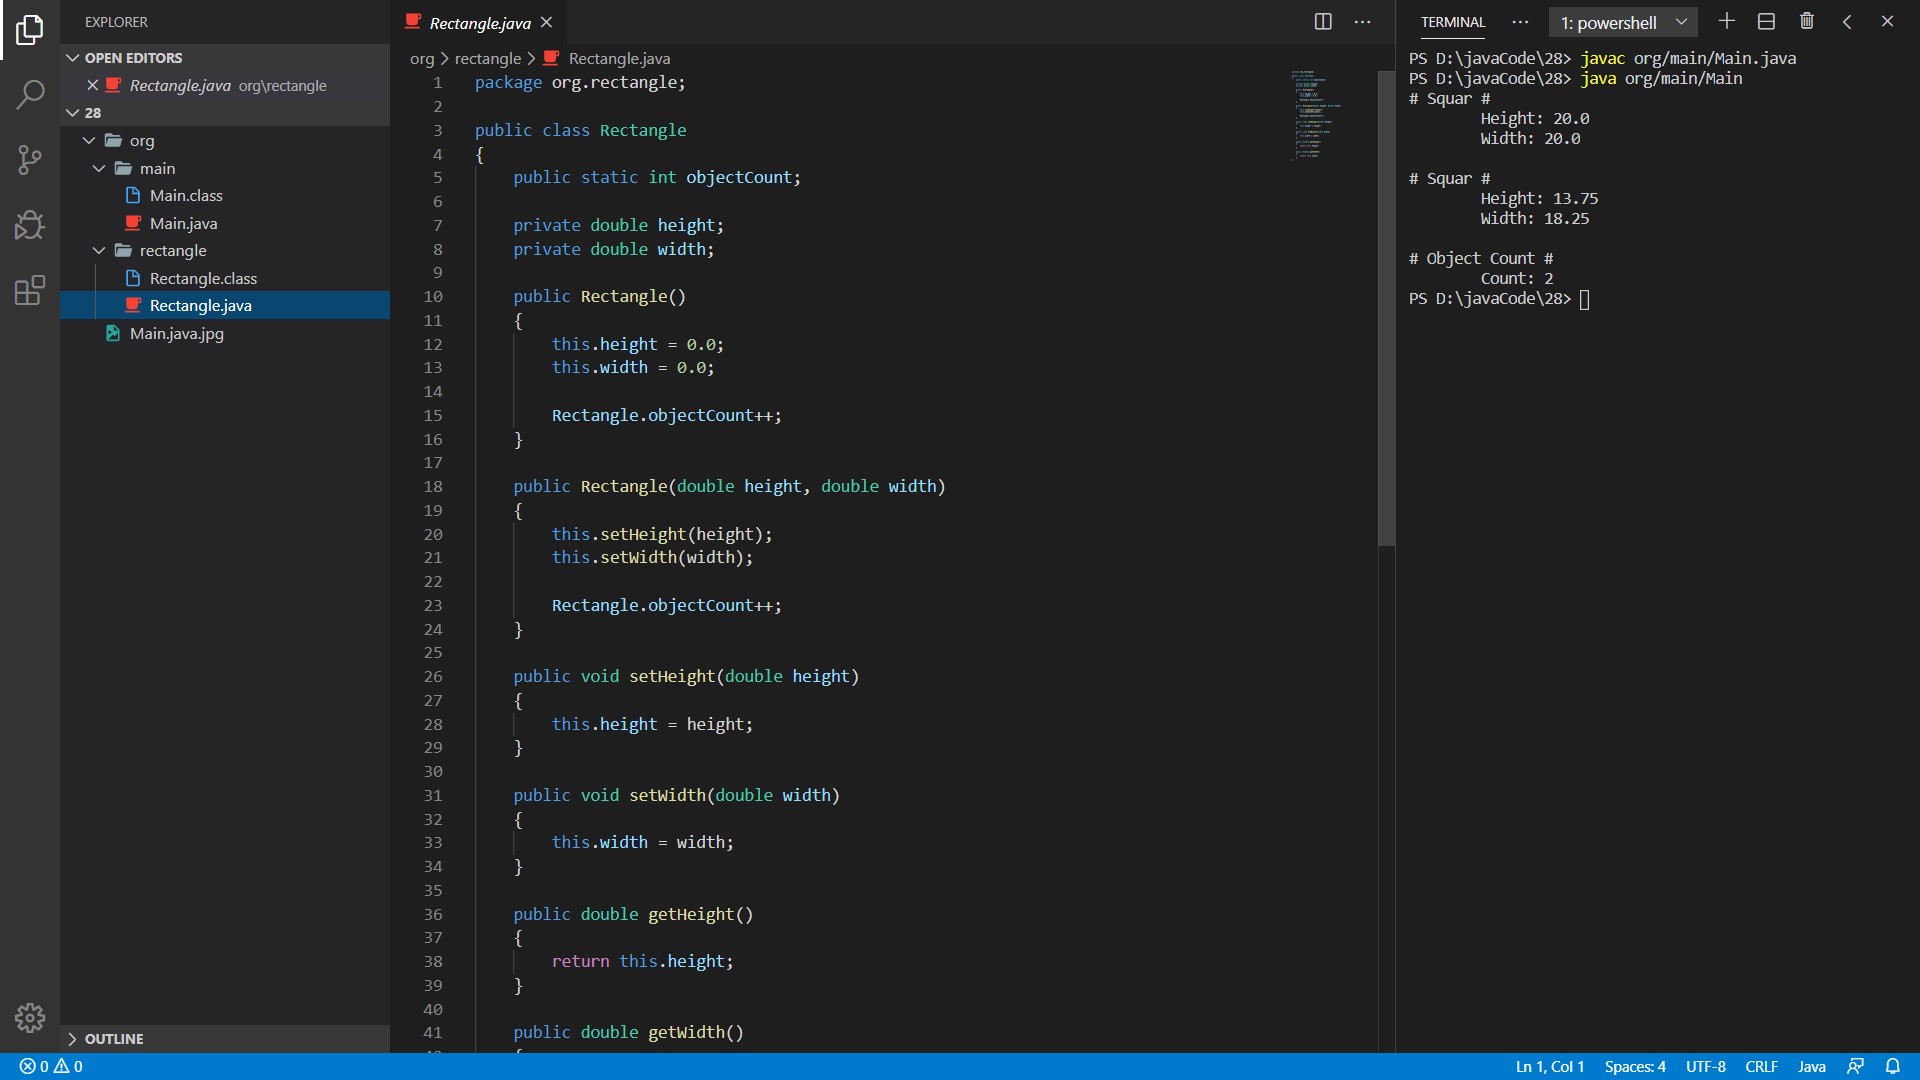 EXPLORER
OPEN EDITORS
Rectangle.java org\rectangle
28
org
main
Main.class
Main.java
rectangle
Rectangle.class
Rectangle.java
Main.java.jpg
OUTLINE
Rectangle.java
org > rectangle > Rectangle.java
1 package org.rectangle;
2
3 public class Rectangle
4 {
5     public static int objectCount;
6
7     private double height;
8     private double width;
9
10     public Rectangle()
11     {
12         this.height = 0.0;
13         this.width = 0.0;
14
15         Rectangle.objectCount++;
16     }
17
18     public Rectangle(double height, double width)
19     {
20         this.setHeight(height);
21         this.setWidth(width);
22
23         Rectangle.objectCount++;
24     }
25
26     public void setHeight(double height)
27     {
28         this.height = height;
29     }
30
31     public void setWidth(double width)
32     {
33         this.width = width;
34     }
35
36     public double getHeight()
37     {
38         return this.height;
39     }
40
41     public double getWidth()
TERMINAL ··· 1: powershell
PS D:\javaCode\28> javac org/main/Main.java
PS D:\javaCode\28> java org/main/Main
# Squar #
        Height: 20.0
        Width: 20.0
# Squar #
        Height: 13.75
        Width: 18.25
# Object Count #
        Count: 2
PS D:\javaCode\28>
0 0 Ln 1, Col 1 Spaces: 4 UTF-8 CRLF Java